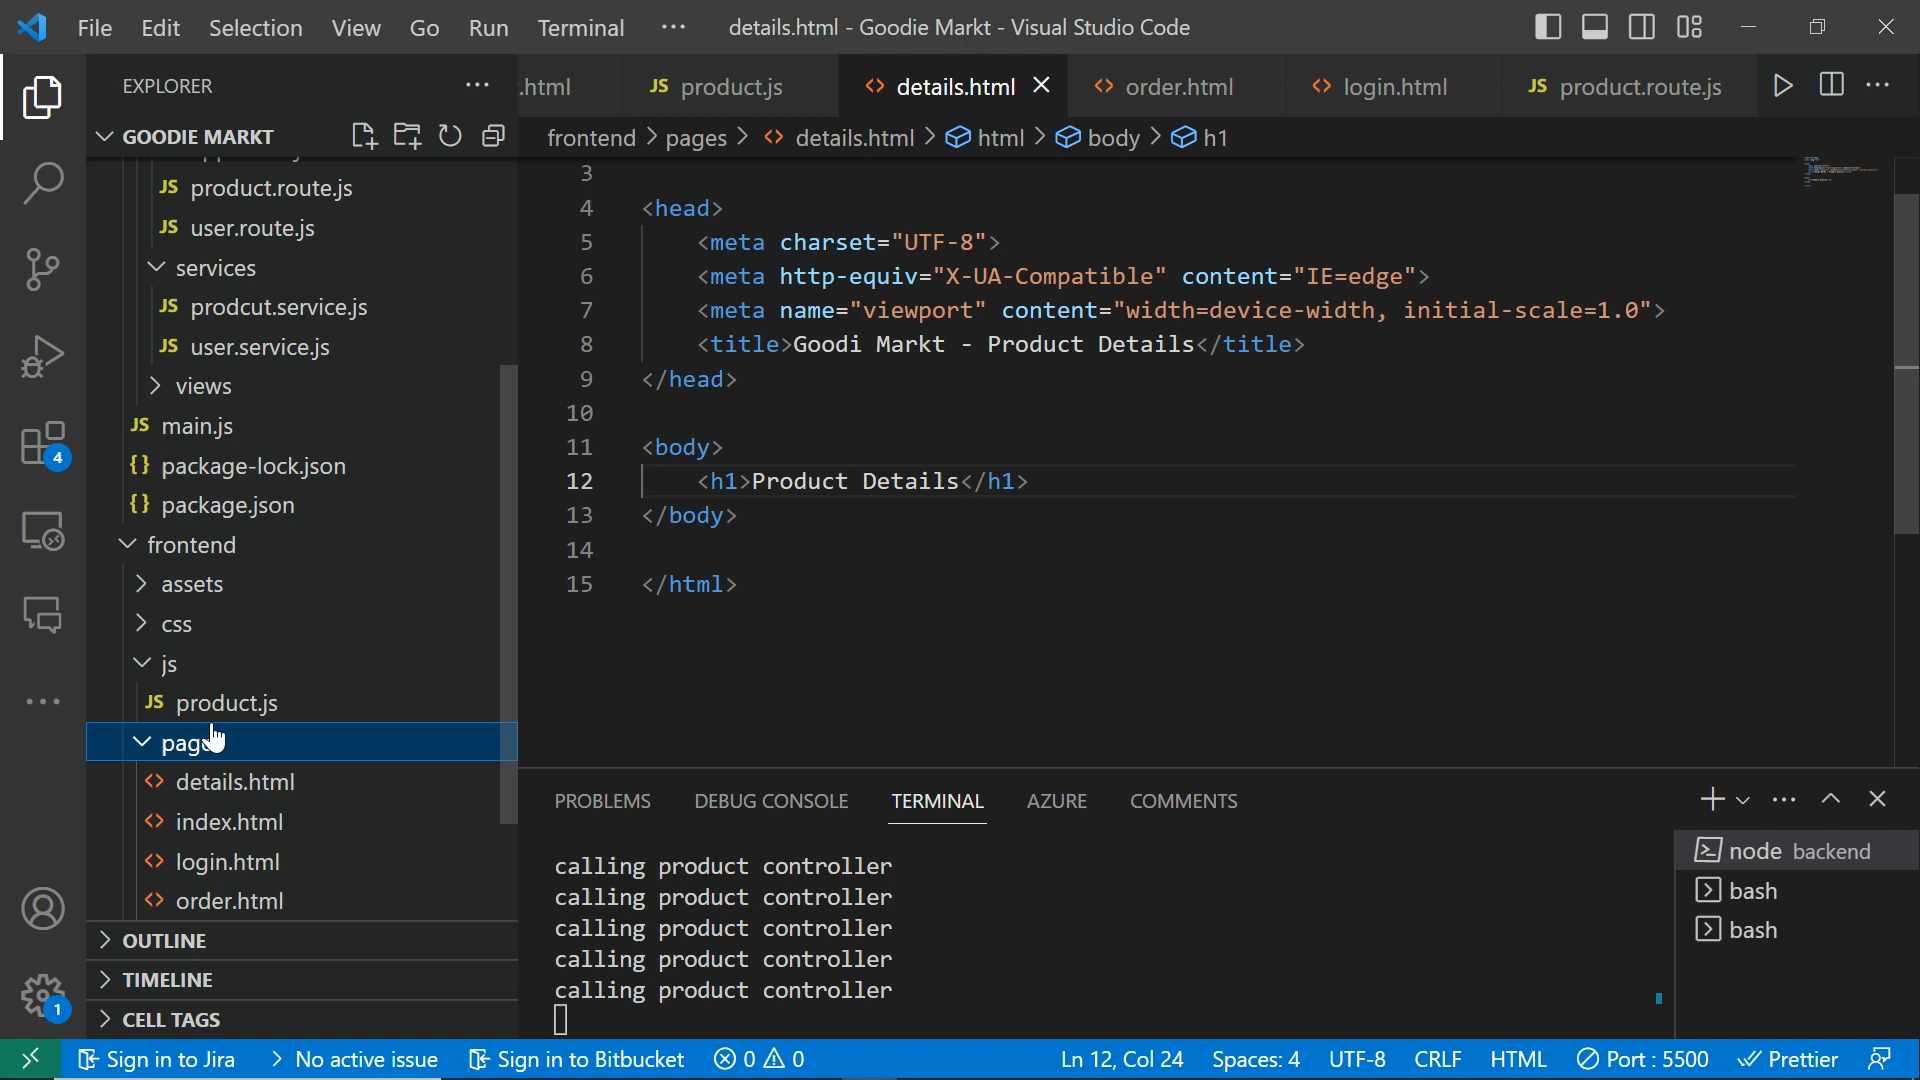 File Edit Selection View Go Run Terminal ··· details.html - Goodie Markt - Visual Studio Code
EXPLORER
.html JS product.js <> details.html <> order.html <> login.html JS product.route.js
GOODIE MARKT
frontend > pages > <> details.html > html > body > h1
JS product.route.js
JS user.route.js
services
JS prodcut.service.js
JS user.service.js
views
JS main.js
{} package-lock.json
{} package.json
frontend
assets
css
js
JS product.js
<> details.html
<> index.html
<> login.html
<> order.html
OUTLINE
TIMELINE
CELL TAGS
4
1
3
4 <head>
5 <meta charset="UTF-8">
6 <meta http-equiv="X-UA-Compatible" content="IE=edge">
7 <meta name="viewport" content="width=device-width, initial-scale=1.0">
8 <title>Goodi Markt - Product Details</title>
9 </head>
10
11 <body>
12 <h1>Product Details</h1>
13 </body>
14
15 </html>
PROBLEMS DEBUG CONSOLE TERMINAL AZURE COMMENTS
calling product controller
calling product controller
calling product controller
calling product controller
calling product controller
node backend
bash
bash
Sign in to Jira No active issue Sign in to Bitbucket 0 0 Ln 12, Col 24 Spaces: 4 UTF-8 CRLF HTML Port : 5500 Prettier